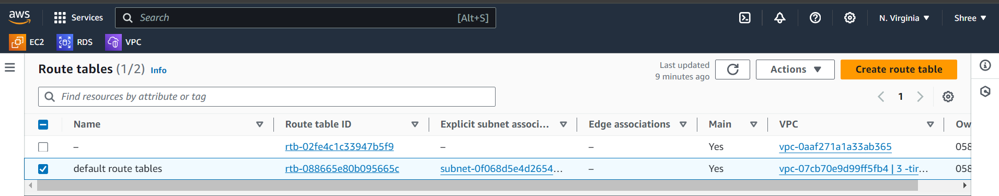 aws Services Search [Alt+S] N. Virginia Shree
EC2 RDS VPC
Route tables (1/2) Info Last updated 9 minutes ago Actions Create route table
Find resources by attribute or tag 1
Name Route table ID Explicit subnet associ... Edge associations Main VPC Ow
– rtb-02fe4c1c33947b5f9 – – Yes vpc-0aaf271a1a33ab365 058
default route tables rtb-088665e80b095665c subnet-0f068d5e4d2654... – Yes vpc-07cb70e9d99ff5fb4 | 3 -tir... 058